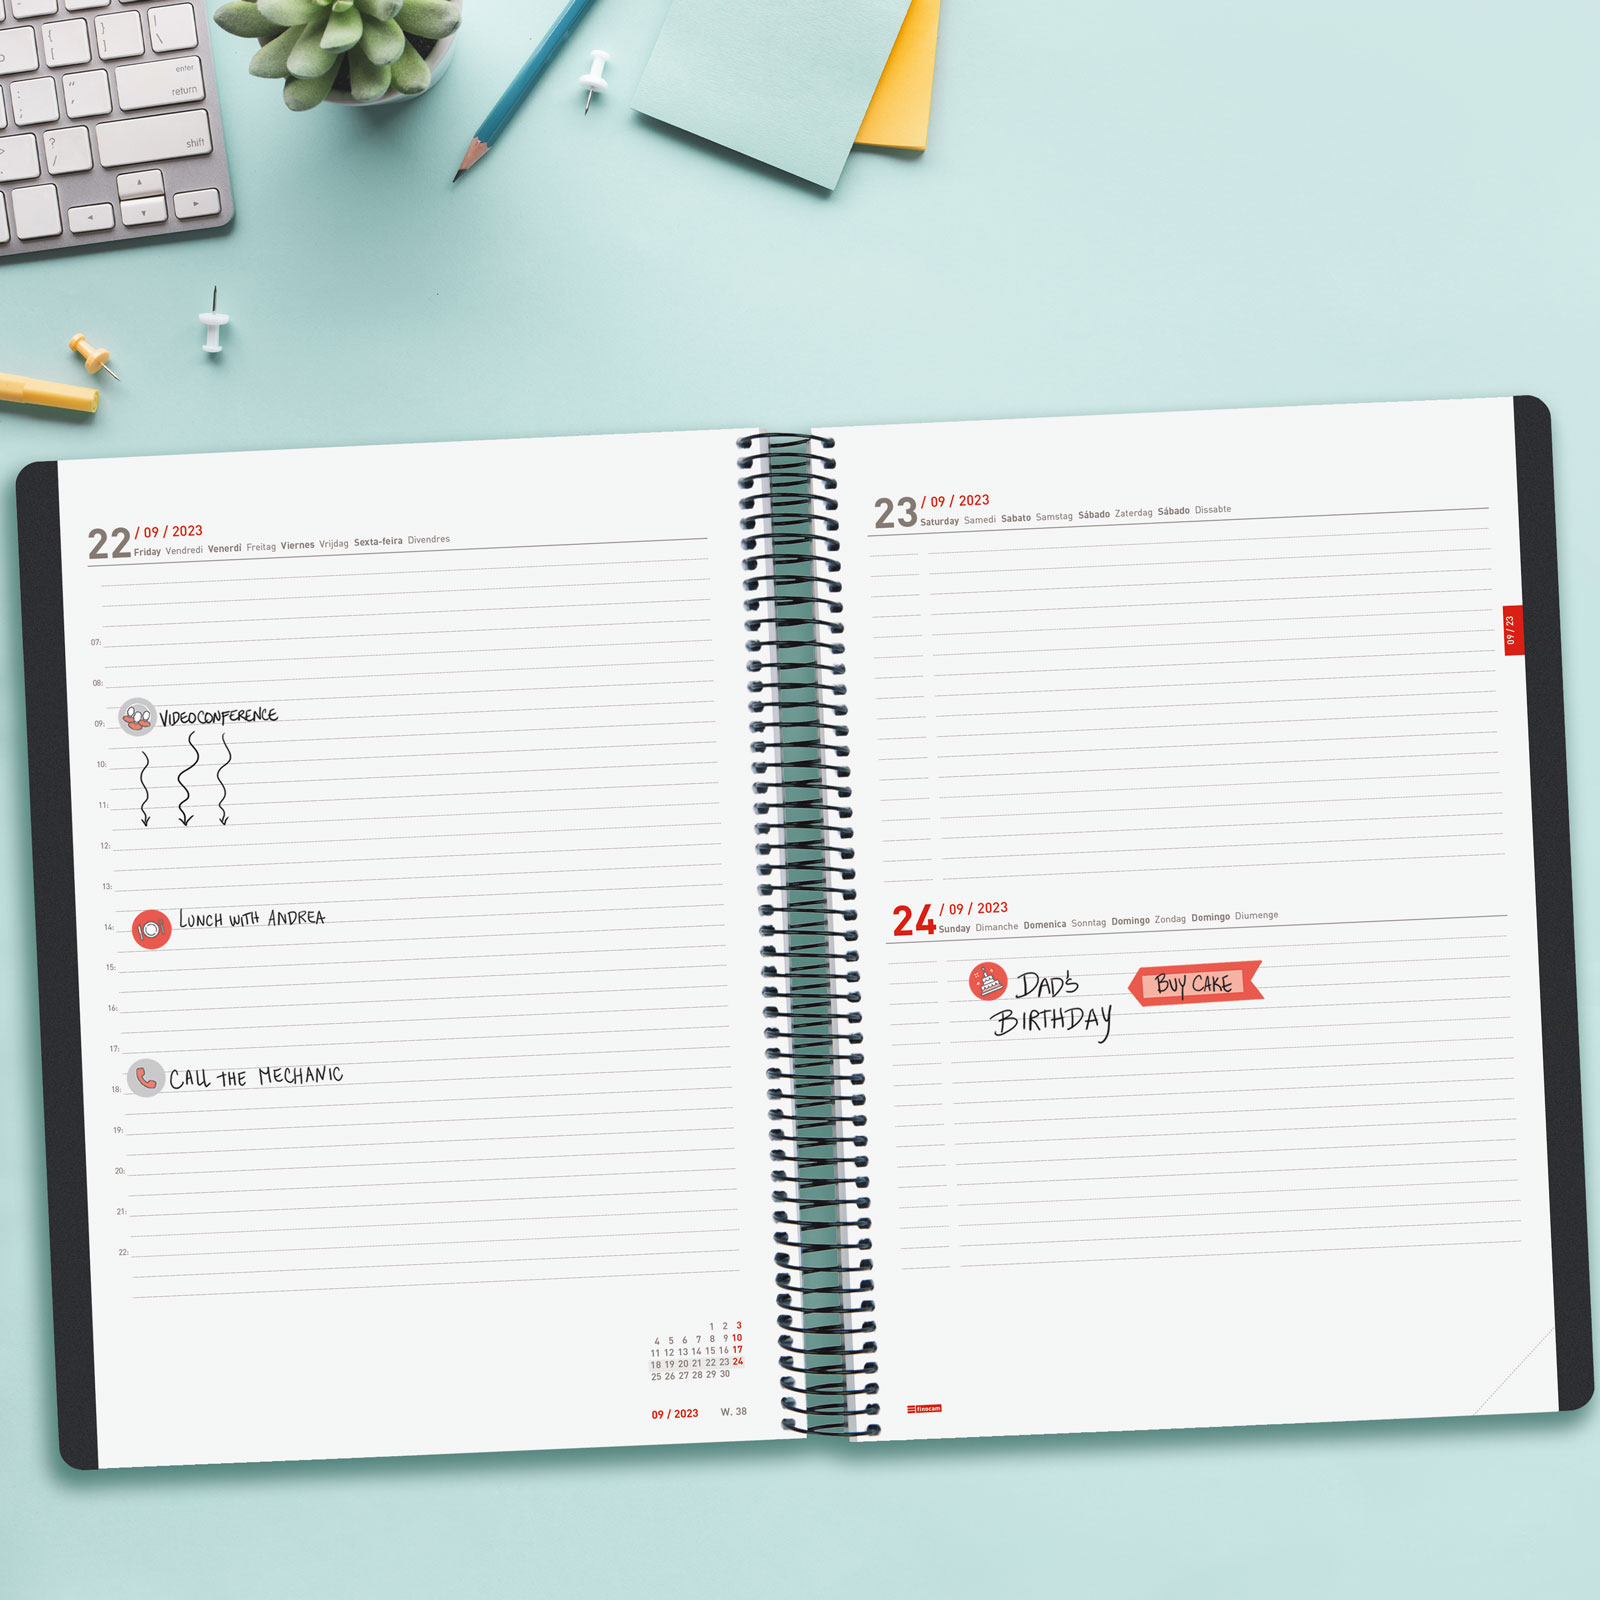 {
[
}
]
|
\
enter
return
:
;
"
'
shift
?
/
22 / 09 / 2023
Friday Vendredi Venerdì Freitag Viernes Vrijdag Sexta-feira Divendres
07:
08:
09: VIDEOCONFERENCE
10:
11:
12:
13:
14: LUNCH WITH ANDREA
15:
16:
17:
18: CALL THE MECHANIC
19:
20:
21:
22:
1 2 3
4 5 6 7 8 9 10
11 12 13 14 15 16 17
18 19 20 21 22 23 24
25 26 27 28 29 30
09 / 2023 W. 38
23 / 09 / 2023
Saturday Samedi Sabato Samstag Sábado Zaterdag Sábado Dissabte
09 / 23
24 / 09 / 2023
Sunday Dimanche Domenica Sonntag Domingo Zondag Domingo Diumenge
DAD'S BUY CAKE
BIRTHDAY
finocam